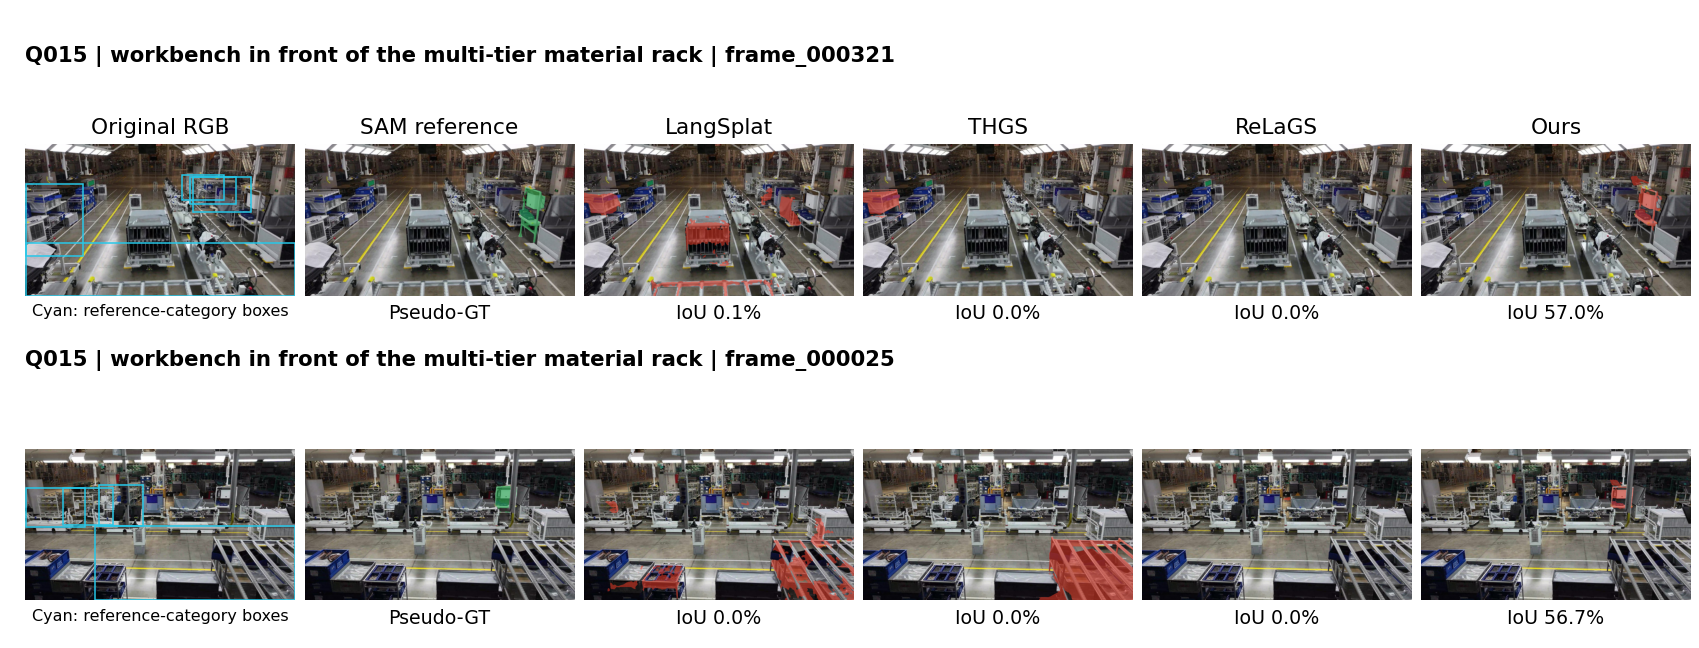 Q015 | workbench in front of the multi-tier material rack | frame_000321
Original RGB SAM reference LangSplat THGS ReLaGS Ours
Cyan: reference-category boxes Pseudo-GT IoU 0.1% IoU 0.0% IoU 0.0% IoU 57.0%
Q015 | workbench in front of the multi-tier material rack | frame_000025
Cyan: reference-category boxes Pseudo-GT IoU 0.0% IoU 0.0% IoU 0.0% IoU 56.7%